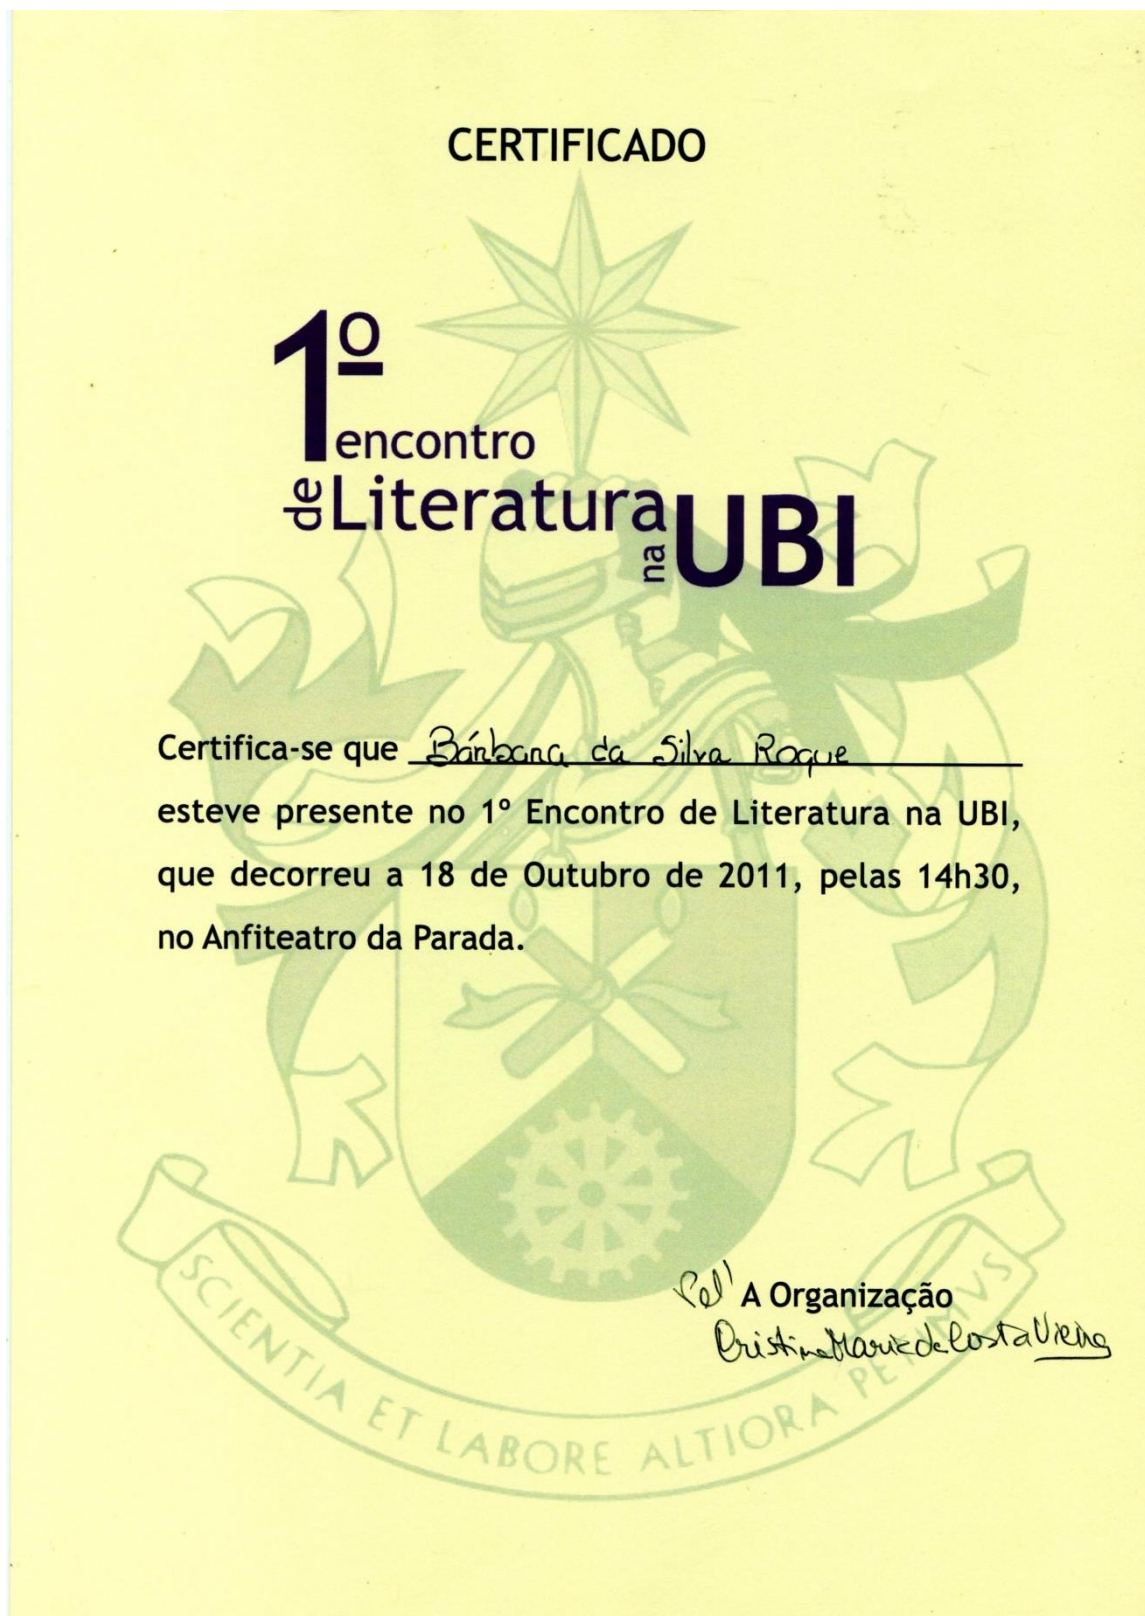 CERTIFICADO
1º
encontro
de Literatura
na UBI
Certifica-se que Bárbara da Silva Roque
esteve presente no 1º Encontro de Literatura na UBI,
que decorreu a 18 de Outubro de 2011, pelas 14h30,
no Anfiteatro da Parada.
Pel' A Organização
Cristina Maria da Costa Vieira
SCIENTIA ET LABORE ALTIORA PETIMVS